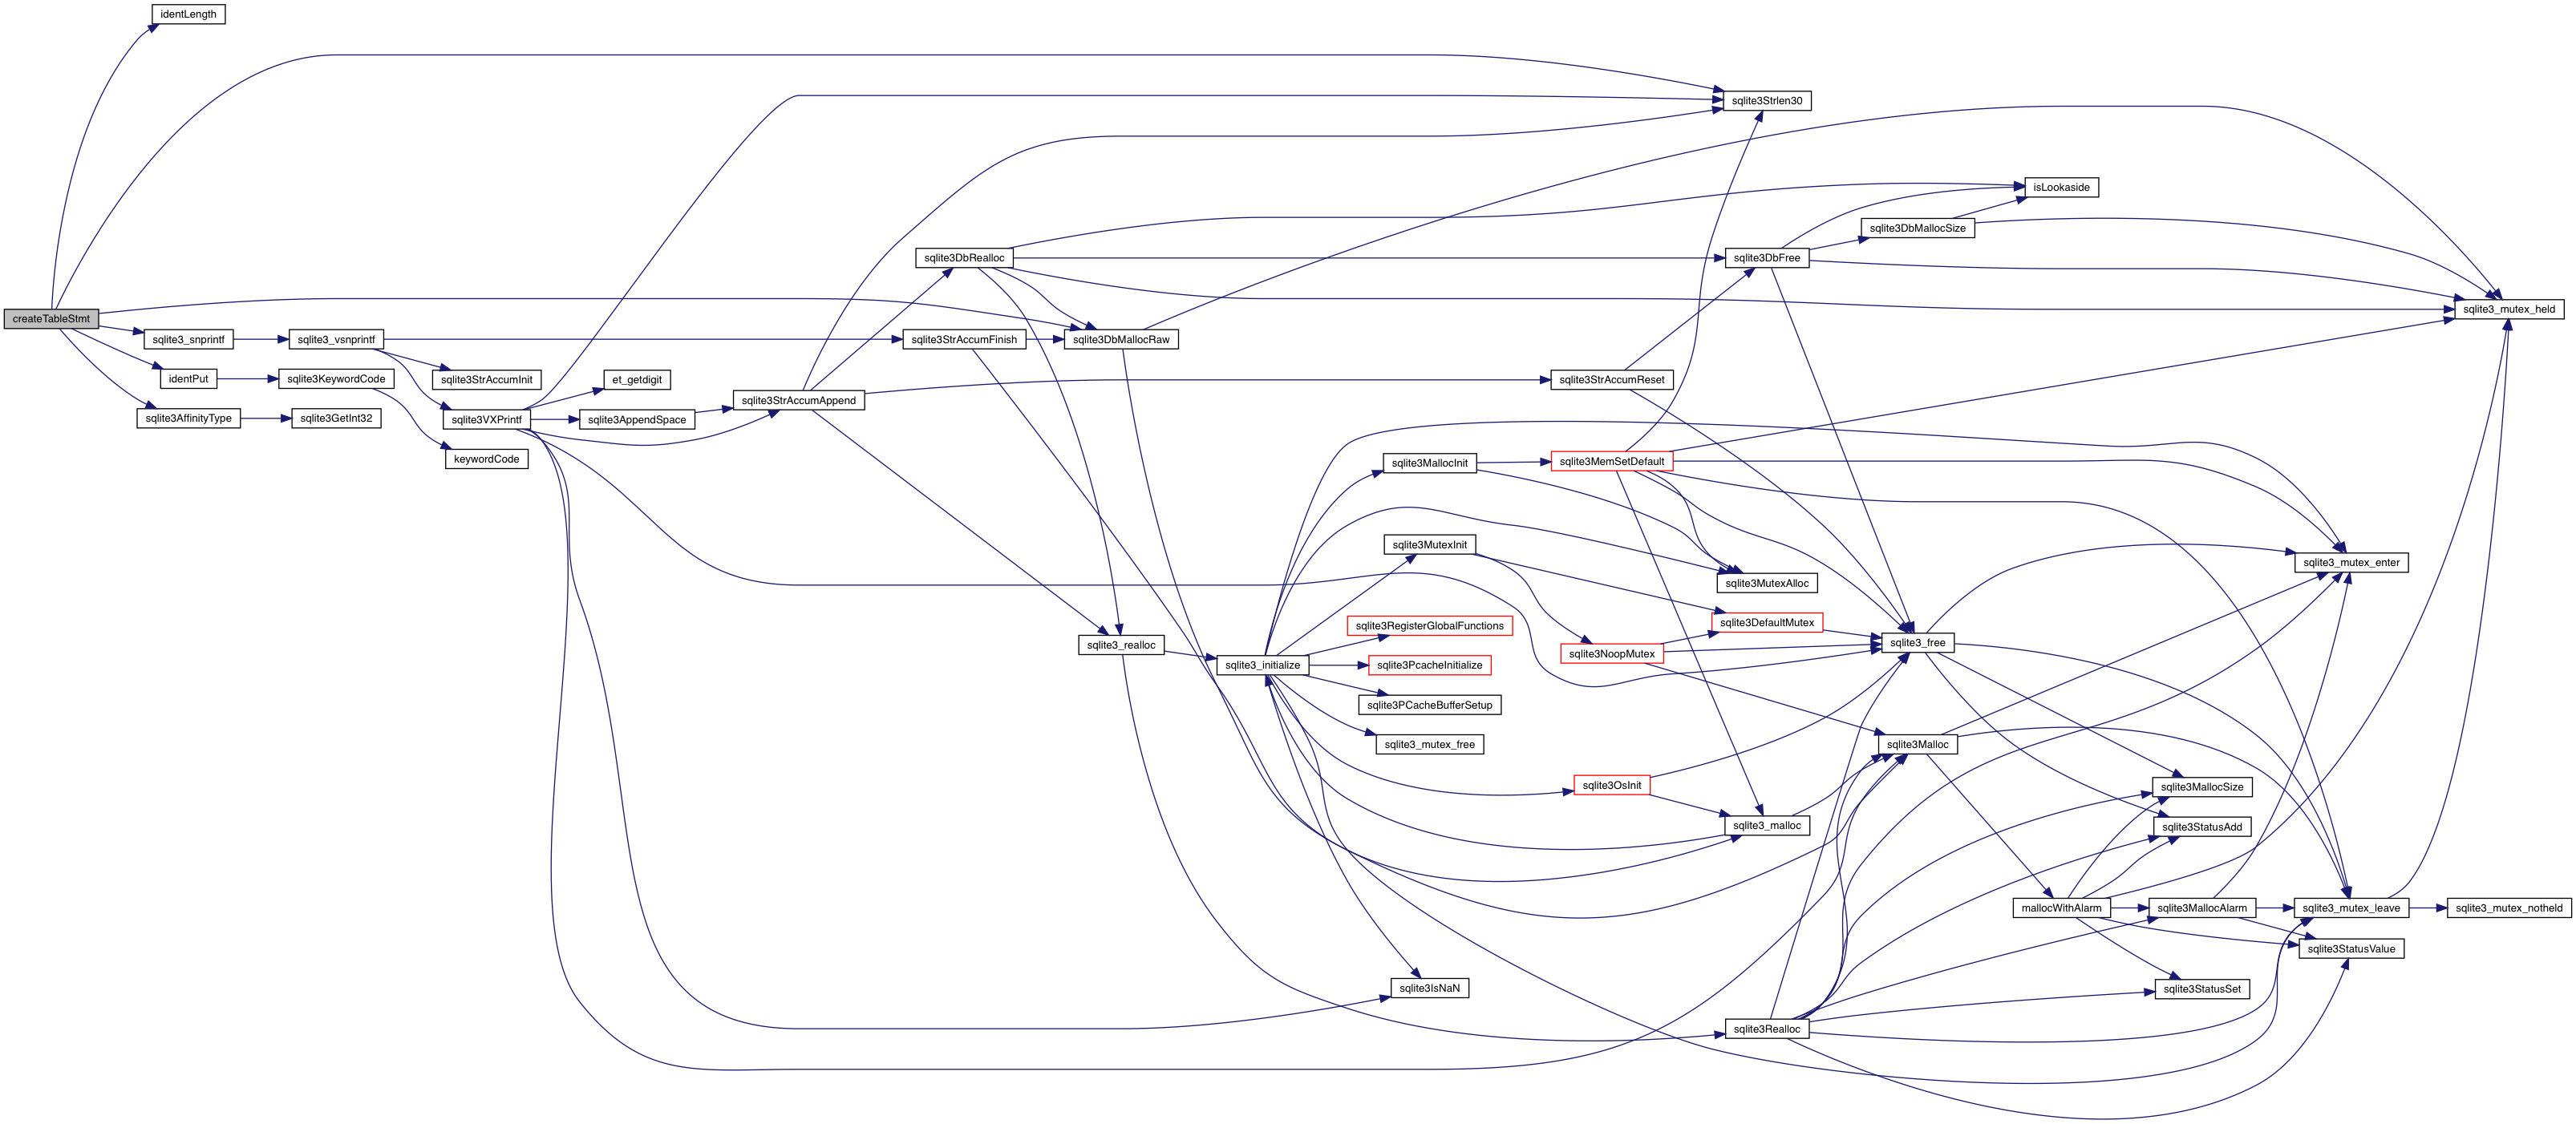 identLength
sqlite3Strlen30
isLookaside
sqlite3DbMallocSize
sqlite3DbRealloc
sqlite3DbFree
createTableStmt
sqlite3_mutex_held
sqlite3_snprintf
sqlite3_vsnprintf
sqlite3StrAccumFinish
sqlite3DbMallocRaw
identPut
sqlite3KeywordCode
sqlite3StrAccumInit
et_getdigit
sqlite3StrAccumReset
sqlite3AffinityType
sqlite3GetInt32
sqlite3VXPrintf
sqlite3AppendSpace
sqlite3StrAccumAppend
keywordCode
sqlite3MallocInit
sqlite3MemSetDefault
sqlite3MutexInit
sqlite3_mutex_enter
sqlite3MutexAlloc
sqlite3RegisterGlobalFunctions
sqlite3DefaultMutex
sqlite3_realloc
sqlite3_free
sqlite3NoopMutex
sqlite3_initialize
sqlite3PcacheInitialize
sqlite3PCacheBufferSetup
sqlite3_mutex_free
sqlite3Malloc
sqlite3OsInit
sqlite3MallocSize
sqlite3_malloc
sqlite3StatusAdd
mallocWithAlarm
sqlite3MallocAlarm
sqlite3_mutex_leave
sqlite3_mutex_notheld
sqlite3StatusValue
sqlite3IsNaN
sqlite3StatusSet
sqlite3Realloc